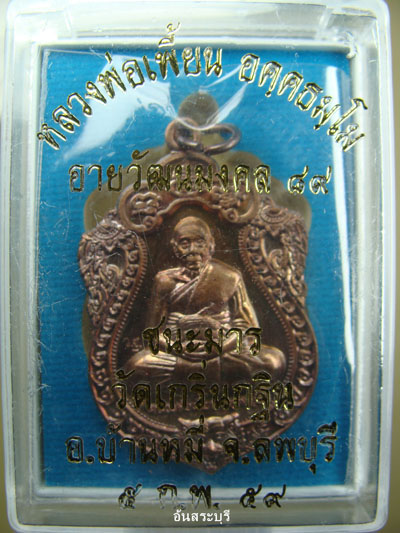 หลวงพ่อเพี้ยน อคฺคธมฺโม
อายุวัฒนมงคล ๘๙
ชนะมาร
วัดเกริ่นกฐิน
อ.บ้านหมี่ จ.ลพบุรี
๕ ก.พ. ๕๙
อันสระบุรี